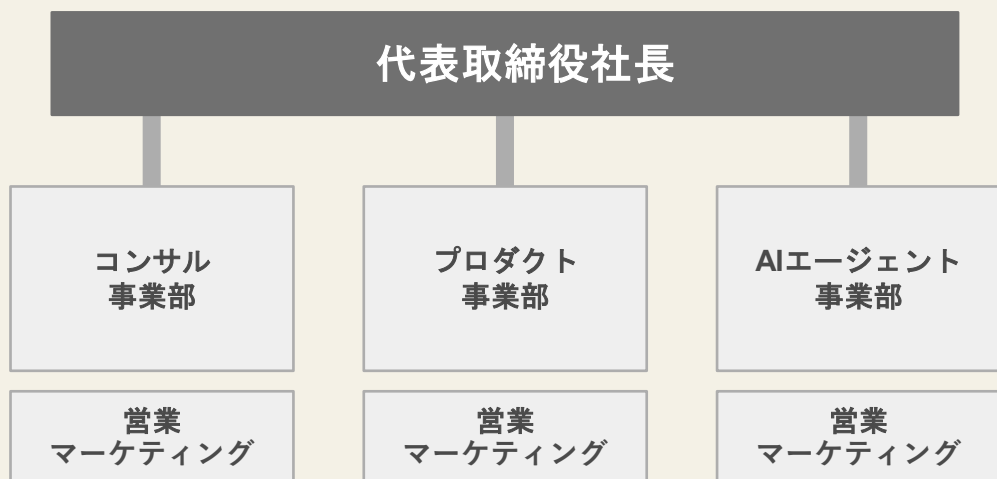 代表取締役社長
コンサル
事業部
プロダクト
事業部
AIエージェント
事業部
営業
マーケティング
営業
マーケティング
営業
マーケティング